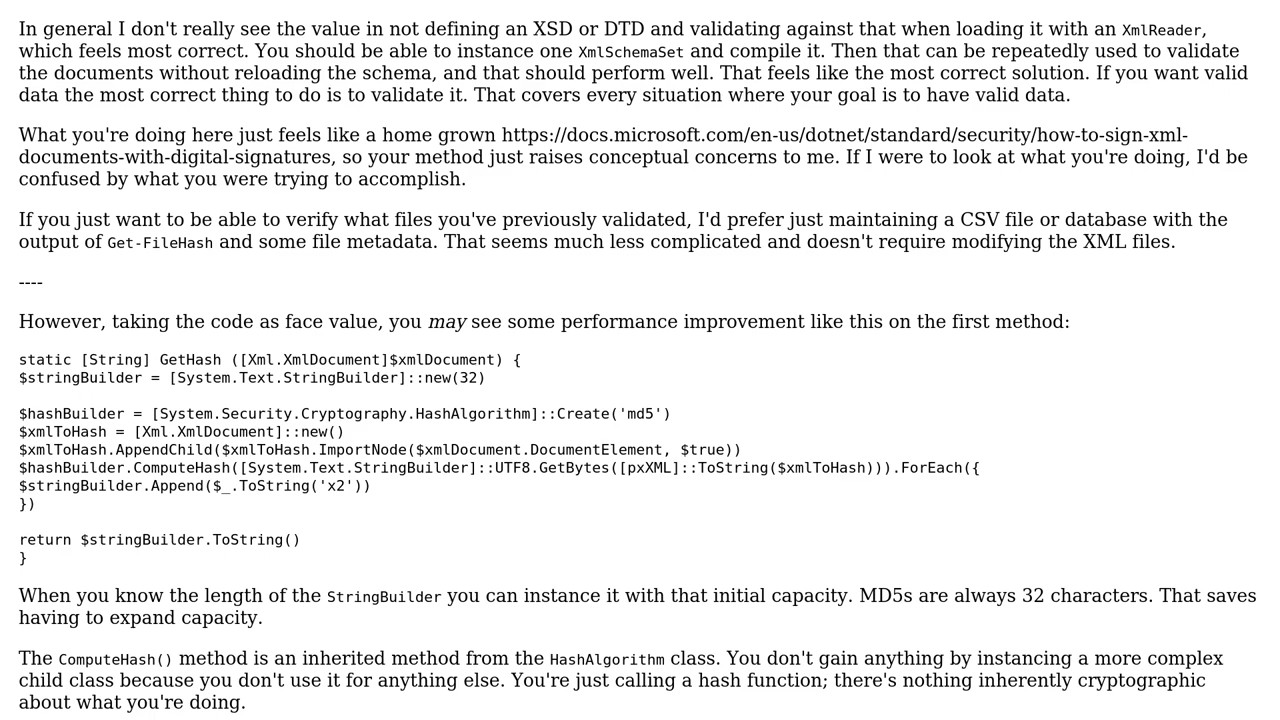 In general I don't really see the value in not defining an XSD or DTD and validating against that when loading it with an XmlReader,
which feels most correct. You should be able to instance one XmlSchemaSet and compile it. Then that can be repeatedly used to validate
the documents without reloading the schema, and that should perform well. That feels like the most correct solution. If you want valid
data the most correct thing to do is to validate it. That covers every situation where your goal is to have valid data.
What you're doing here just feels like a home grown https://docs.microsoft.com/en-us/dotnet/standard/security/how-to-sign-xml-
documents-with-digital-signatures, so your method just raises conceptual concerns to me. If I were to look at what you're doing, I'd be
confused by what you were trying to accomplish.
If you just want to be able to verify what files you've previously validated, I'd prefer just maintaining a CSV file or database with the
output of Get-FileHash and some file metadata. That seems much less complicated and doesn't require modifying the XML files.
----
However, taking the code as face value, you may see some performance improvement like this on the first method:
static [String] GetHash ([Xml.XmlDocument]$xmlDocument) {
$stringBuilder = [System.Text.StringBuilder]::new(32)
$hashBuilder = [System.Security.Cryptography.HashAlgorithm]::Create('md5')
$xmlToHash = [Xml.XmlDocument]::new()
$xmlToHash.AppendChild($xmlToHash.ImportNode($xmlDocument.DocumentElement, $true))
$hashBuilder.ComputeHash([System.Text.StringBuilder]::UTF8.GetBytes([pxXML]::ToString($xmlToHash))).ForEach({
$stringBuilder.Append($_.ToString('x2'))
})
return $stringBuilder.ToString()
}
When you know the length of the StringBuilder you can instance it with that initial capacity. MD5s are always 32 characters. That saves
having to expand capacity.
The ComputeHash() method is an inherited method from the HashAlgorithm class. You don't gain anything by instancing a more complex
child class because you don't use it for anything else. You're just calling a hash function; there's nothing inherently cryptographic
about what you're doing.